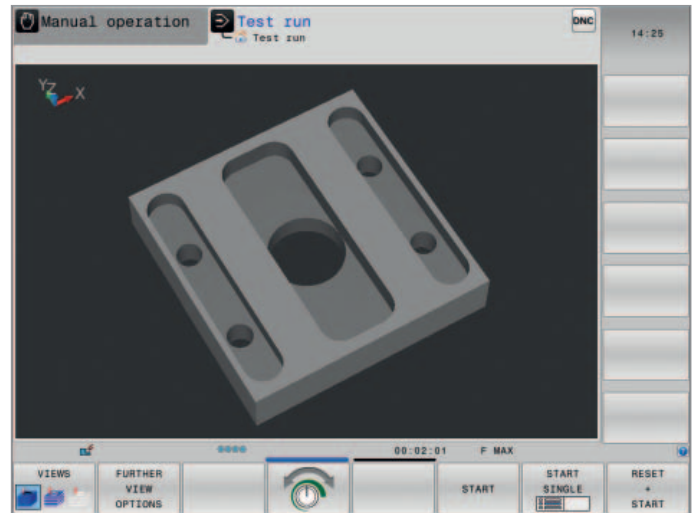 Manual operation
Test run
Test run
DNC
14:25
YZ X
00:02:01 F MAX
VIEWS
FURTHER
VIEW
OPTIONS
START
START
SINGLE
RESET
+
START